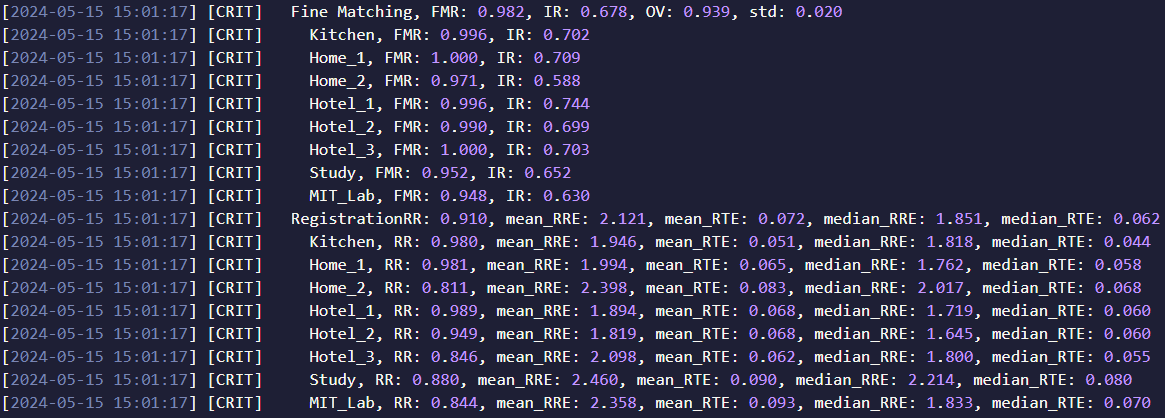 [2024-05-15 15:01:17] [CRIT]   Fine Matching, FMR: 0.982, IR: 0.678, OV: 0.939, std: 0.020
[2024-05-15 15:01:17] [CRIT]     Kitchen, FMR: 0.996, IR: 0.702
[2024-05-15 15:01:17] [CRIT]     Home_1, FMR: 1.000, IR: 0.709
[2024-05-15 15:01:17] [CRIT]     Home_2, FMR: 0.971, IR: 0.588
[2024-05-15 15:01:17] [CRIT]     Hotel_1, FMR: 0.996, IR: 0.744
[2024-05-15 15:01:17] [CRIT]     Hotel_2, FMR: 0.990, IR: 0.699
[2024-05-15 15:01:17] [CRIT]     Hotel_3, FMR: 1.000, IR: 0.703
[2024-05-15 15:01:17] [CRIT]     Study, FMR: 0.952, IR: 0.652
[2024-05-15 15:01:17] [CRIT]     MIT_Lab, FMR: 0.948, IR: 0.630
[2024-05-15 15:01:17] [CRIT]   RegistrationRR: 0.910, mean_RRE: 2.121, mean_RTE: 0.072, median_RRE: 1.851, median_RTE: 0.062
[2024-05-15 15:01:17] [CRIT]     Kitchen, RR: 0.980, mean_RRE: 1.946, mean_RTE: 0.051, median_RRE: 1.818, median_RTE: 0.044
[2024-05-15 15:01:17] [CRIT]     Home_1, RR: 0.981, mean_RRE: 1.994, mean_RTE: 0.065, median_RRE: 1.762, median_RTE: 0.058
[2024-05-15 15:01:17] [CRIT]     Home_2, RR: 0.811, mean_RRE: 2.398, mean_RTE: 0.083, median_RRE: 2.017, median_RTE: 0.068
[2024-05-15 15:01:17] [CRIT]     Hotel_1, RR: 0.989, mean_RRE: 1.894, mean_RTE: 0.068, median_RRE: 1.719, median_RTE: 0.060
[2024-05-15 15:01:17] [CRIT]     Hotel_2, RR: 0.949, mean_RRE: 1.819, mean_RTE: 0.068, median_RRE: 1.645, median_RTE: 0.060
[2024-05-15 15:01:17] [CRIT]     Hotel_3, RR: 0.846, mean_RRE: 2.098, mean_RTE: 0.062, median_RRE: 1.800, median_RTE: 0.055
[2024-05-15 15:01:17] [CRIT]     Study, RR: 0.880, mean_RRE: 2.460, mean_RTE: 0.090, median_RRE: 2.214, median_RTE: 0.080
[2024-05-15 15:01:17] [CRIT]     MIT_Lab, RR: 0.844, mean_RRE: 2.358, mean_RTE: 0.093, median_RRE: 1.833, median_RTE: 0.070